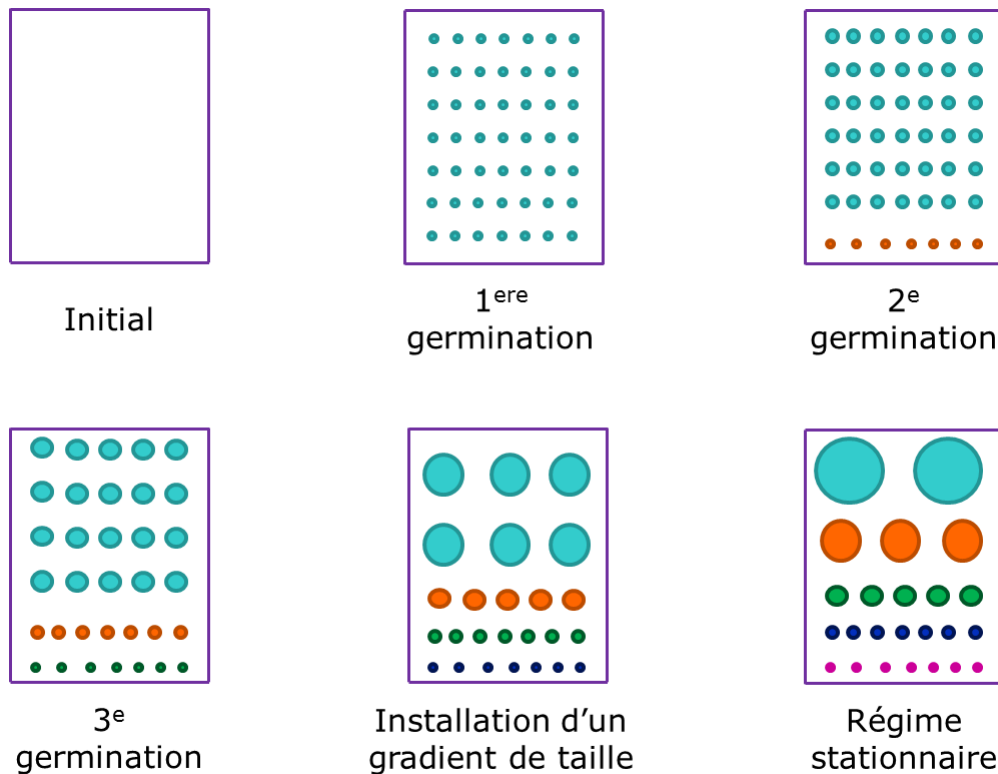 Initial
1ere
germination
2e
germination
3e
germination
Installation d’un
gradient de taille
Régime
stationnaire